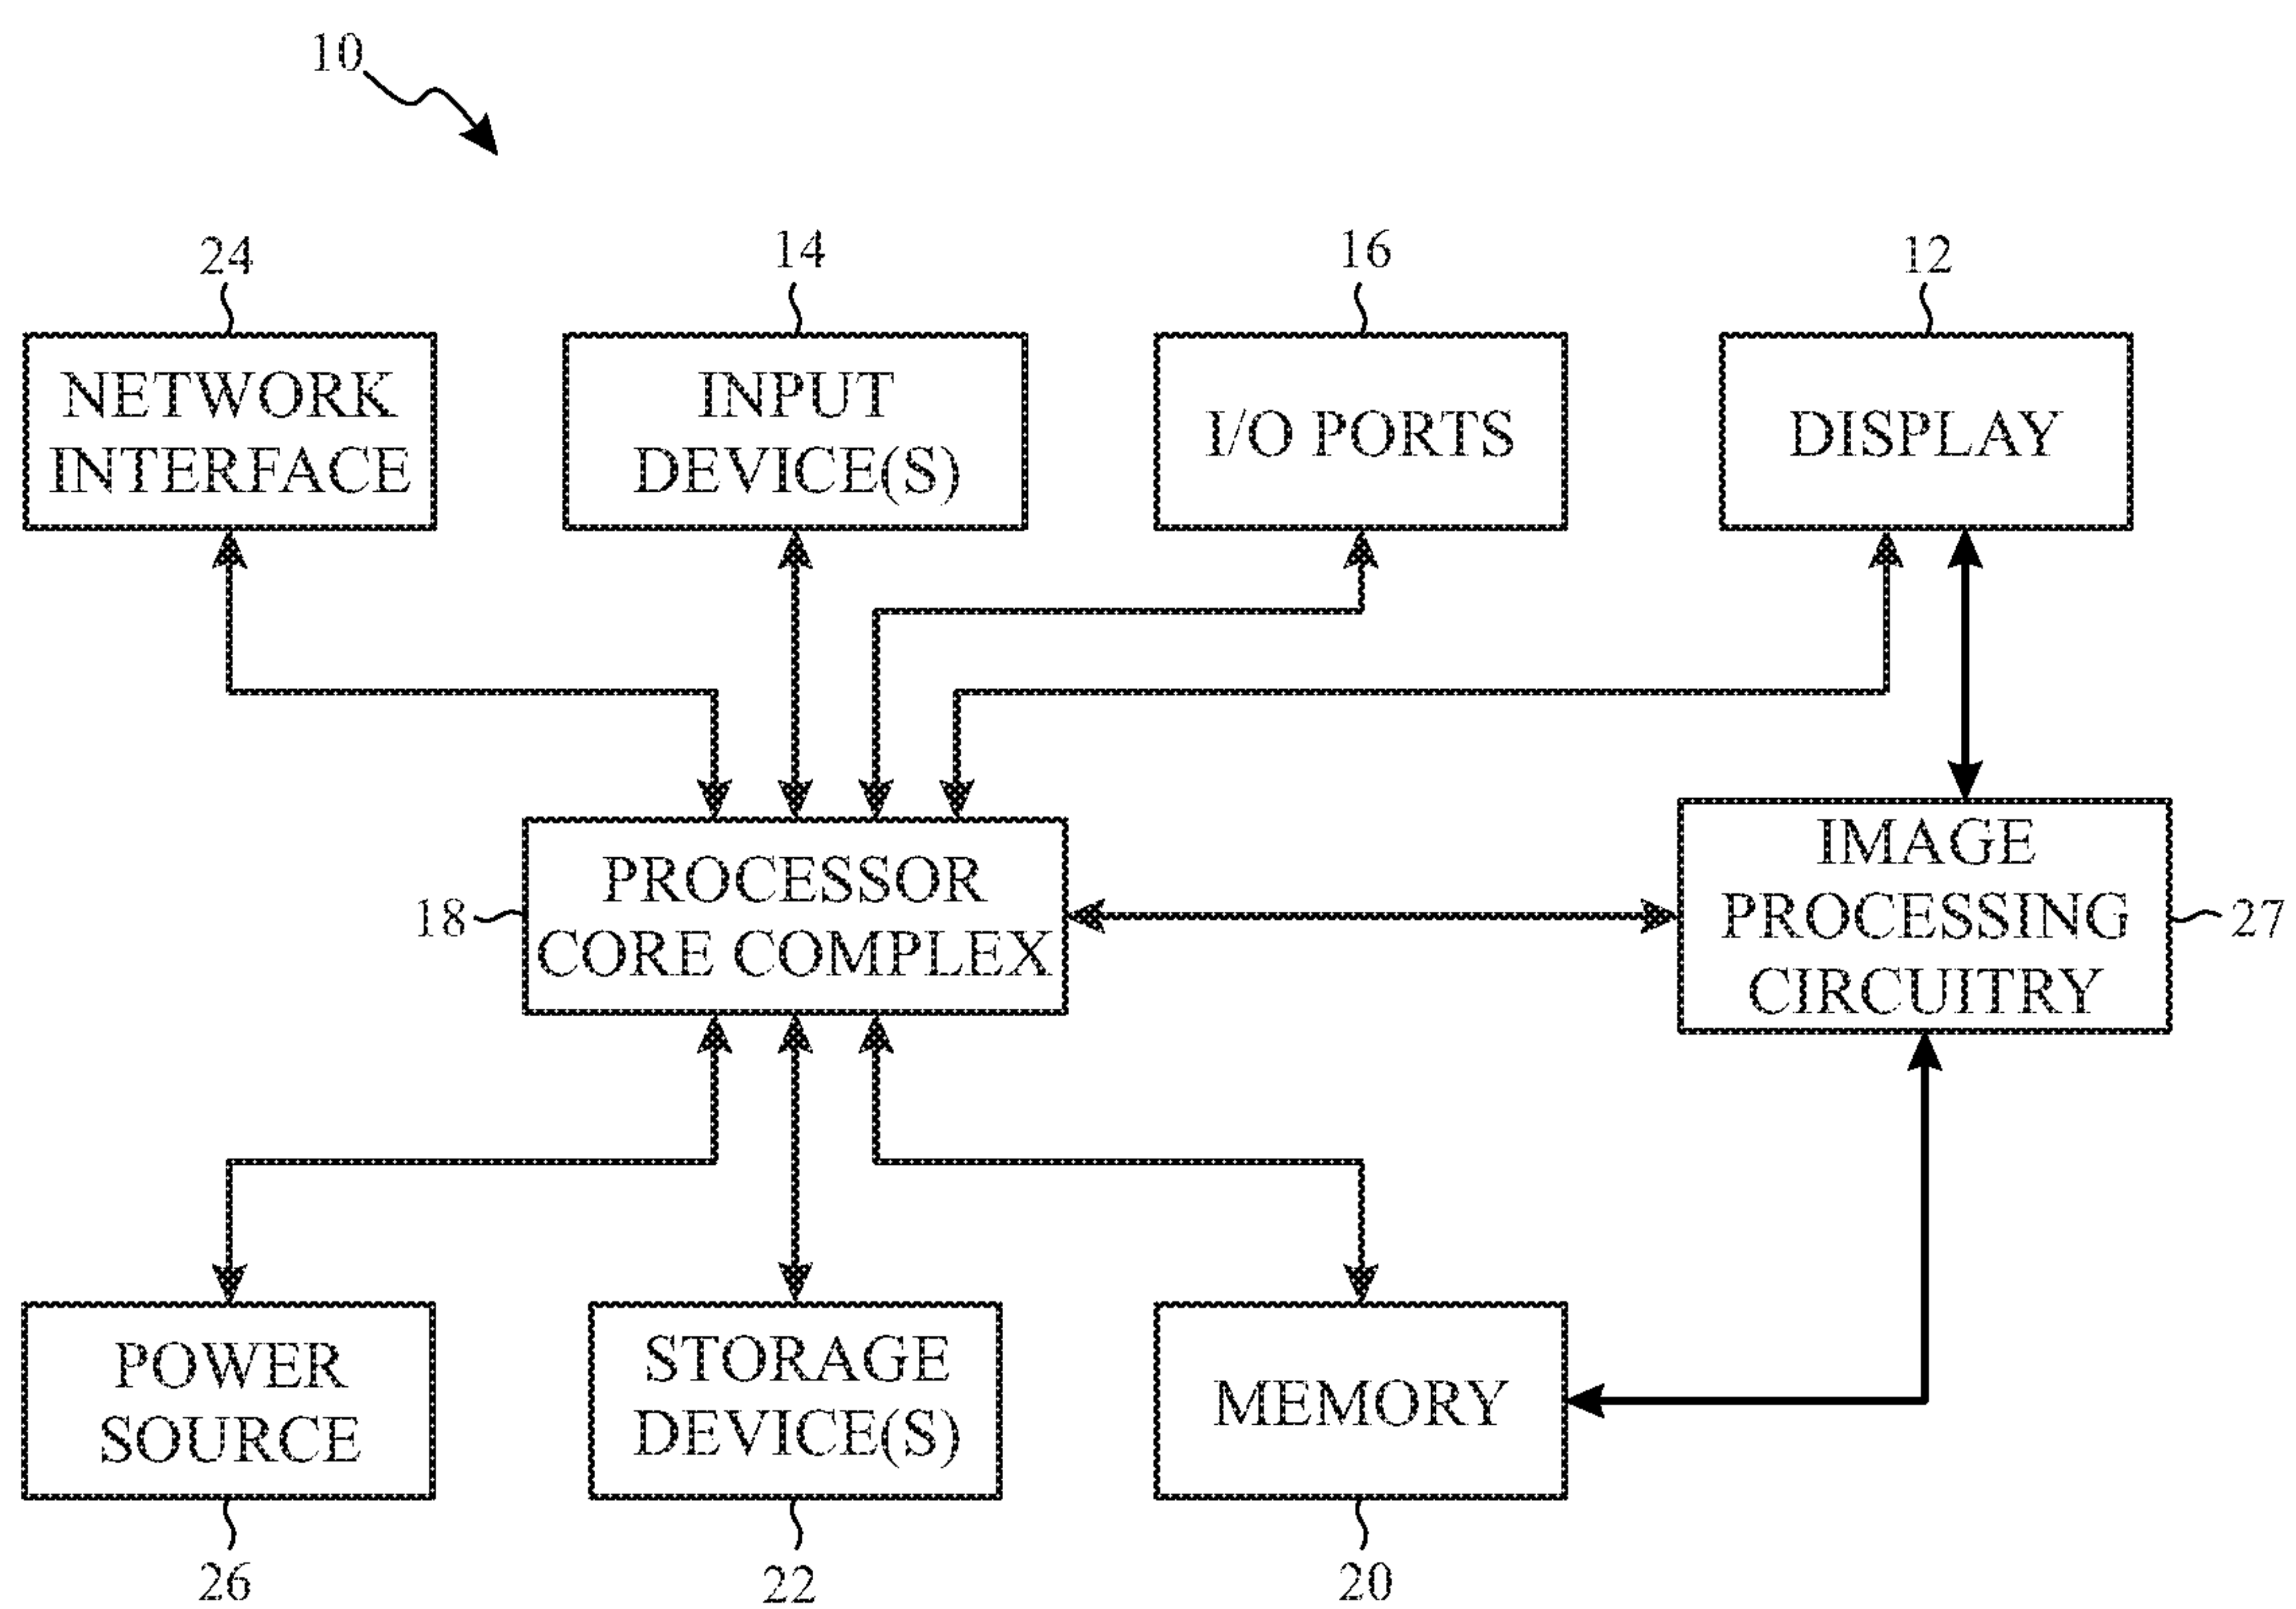 10
24
14
16
12
NETWORK
INTERFACE
INPUT
DEVICE(S)
I/O PORTS
DISPLAY
PROCESSOR
CORE COMPLEX
18
IMAGE
PROCESSING
CIRCUITRY
27
POWER
SOURCE
STORAGE
DEVICE(S)
MEMORY
26
22
20